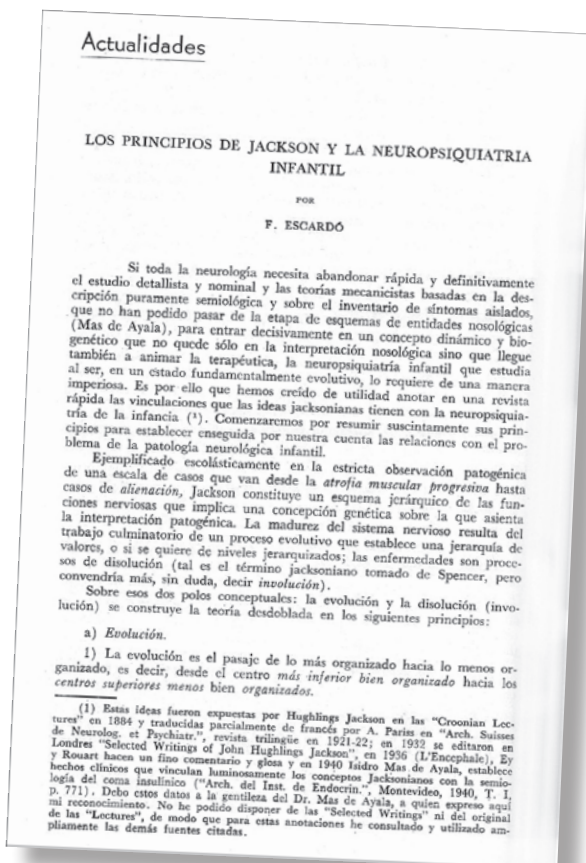 Actualidades
LOS PRINCIPIOS DE JACKSON Y LA NEUROPSIQUIATRIA
INFANTIL
POR
F. ESCARDÓ
Si toda la neurología necesita abandonar rápida y definitivamente
el estudio detallista y nominal y las teorías mecanicistas basadas en la des-
cripción puramente semiológica y sobre el inventario de síntomas aislados,
que no han podido pasar de la etapa de esquemas de entidades nosológicas
(Mas de Ayala), para entrar decisivamente en un concepto dinámico y bio-
genético que no quede sólo en la interpretación nosológica sino que llegue
también a animar la terapéutica, la neuropsiquiatría infantil que estudia
al ser, en un estado fundamentalmente evolutivo, lo requiere de una manera
imperiosa. Es por ello que hemos creído de utilidad anotar en una revista
rápida las vinculaciones que las ideas jacksonianas tienen con la neuropsiquia-
tría de la infancia (¹). Comenzaremos por resumir suscintamente sus prin-
cipios para establecer enseguida por nuestra cuenta las relaciones con el pro-
blema de la patología neurológica infantil.
Ejemplificado escolásticamente en la estricta observación patogénica
de una escala de casos que van desde la atrofia muscular progresiva hasta
casos de alienación, Jackson constituye un esquema jerárquico de las fun-
ciones nerviosas que implica una concepción genética sobre la que asienta
la interpretación patogénica. La madurez del sistema nervioso resulta del
trabajo culminatorio de un proceso evolutivo que establece una jerarquía de
valores, o si se quiere de niveles jerarquizados; las enfermedades son proce-
sos de disolución (tal es el término jacksoniano tomado de Spencer, pero
convendría más, sin duda, decir involución).
Sobre esos dos polos conceptuales: la evolución y la disolución (invo-
lución) se construye la teoría desdoblada en los siguientes principios:
a) Evolución.
1) La evolución es el pasaje de lo más organizado hacia lo menos or-
ganizado, es decir, desde el centro más inferior bien organizado hacia los
centros superiores menos bien organizados.
(1) Estas ideas fueron expuestas por Hughlings Jackson en las "Croonian Lec-
tures" en 1884 y traducidas parcialmente de francés por A. Pariss en "Arch. Suisses
de Neurolog. et Psychiatr.", revista trilingüe en 1921-22; en 1932 se editaron en
Londres "Selected Writings of John Hughlings Jackson", en 1936 (L'Encephale), Ey
y Rouart hacen un fino comentario y glosa y en 1940 Isidro Mas de Ayala, establece
hechos clínicos que vinculan luminosamente los conceptos Jacksonianos con la semio-
logía del coma insulínico ("Arch. del Inst. de Endocrin.", Montevideo, 1940, T. I,
p. 771). Debo estos datos a la gentileza del Dr. Mas de Ayala, a quien expreso aquí
mi reconocimiento. No he podido disponer de las "Selected Writings" ni del original
de las "Lectures", de modo que para estas anotaciones he consultado y utilizado am-
pliamente las demás fuentes citadas.